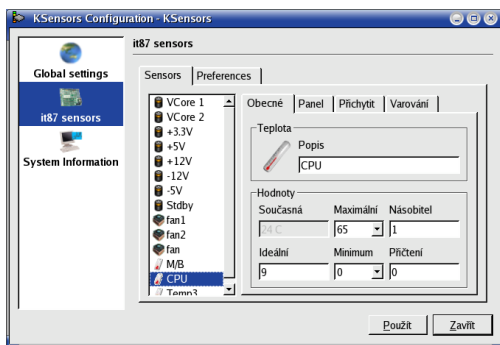 KSensors Configuration - KSensors
Global settings
it87 sensors
System Information
it87 sensors
Sensors
Preferences
VCore 1
VCore 2
+3.3V
+5V
+12V
-12V
-5V
Stdby
fan1
fan2
fan
M/B
CPU
Temp3
Obecné
Panel
Přichytit
Varování
Teplota
Popis
CPU
Hodnoty
Současná
Maximální
Násobitel
24 C
65
1
Ideální
Minimum
Přičtení
9
0
0
Použít
Zavřít